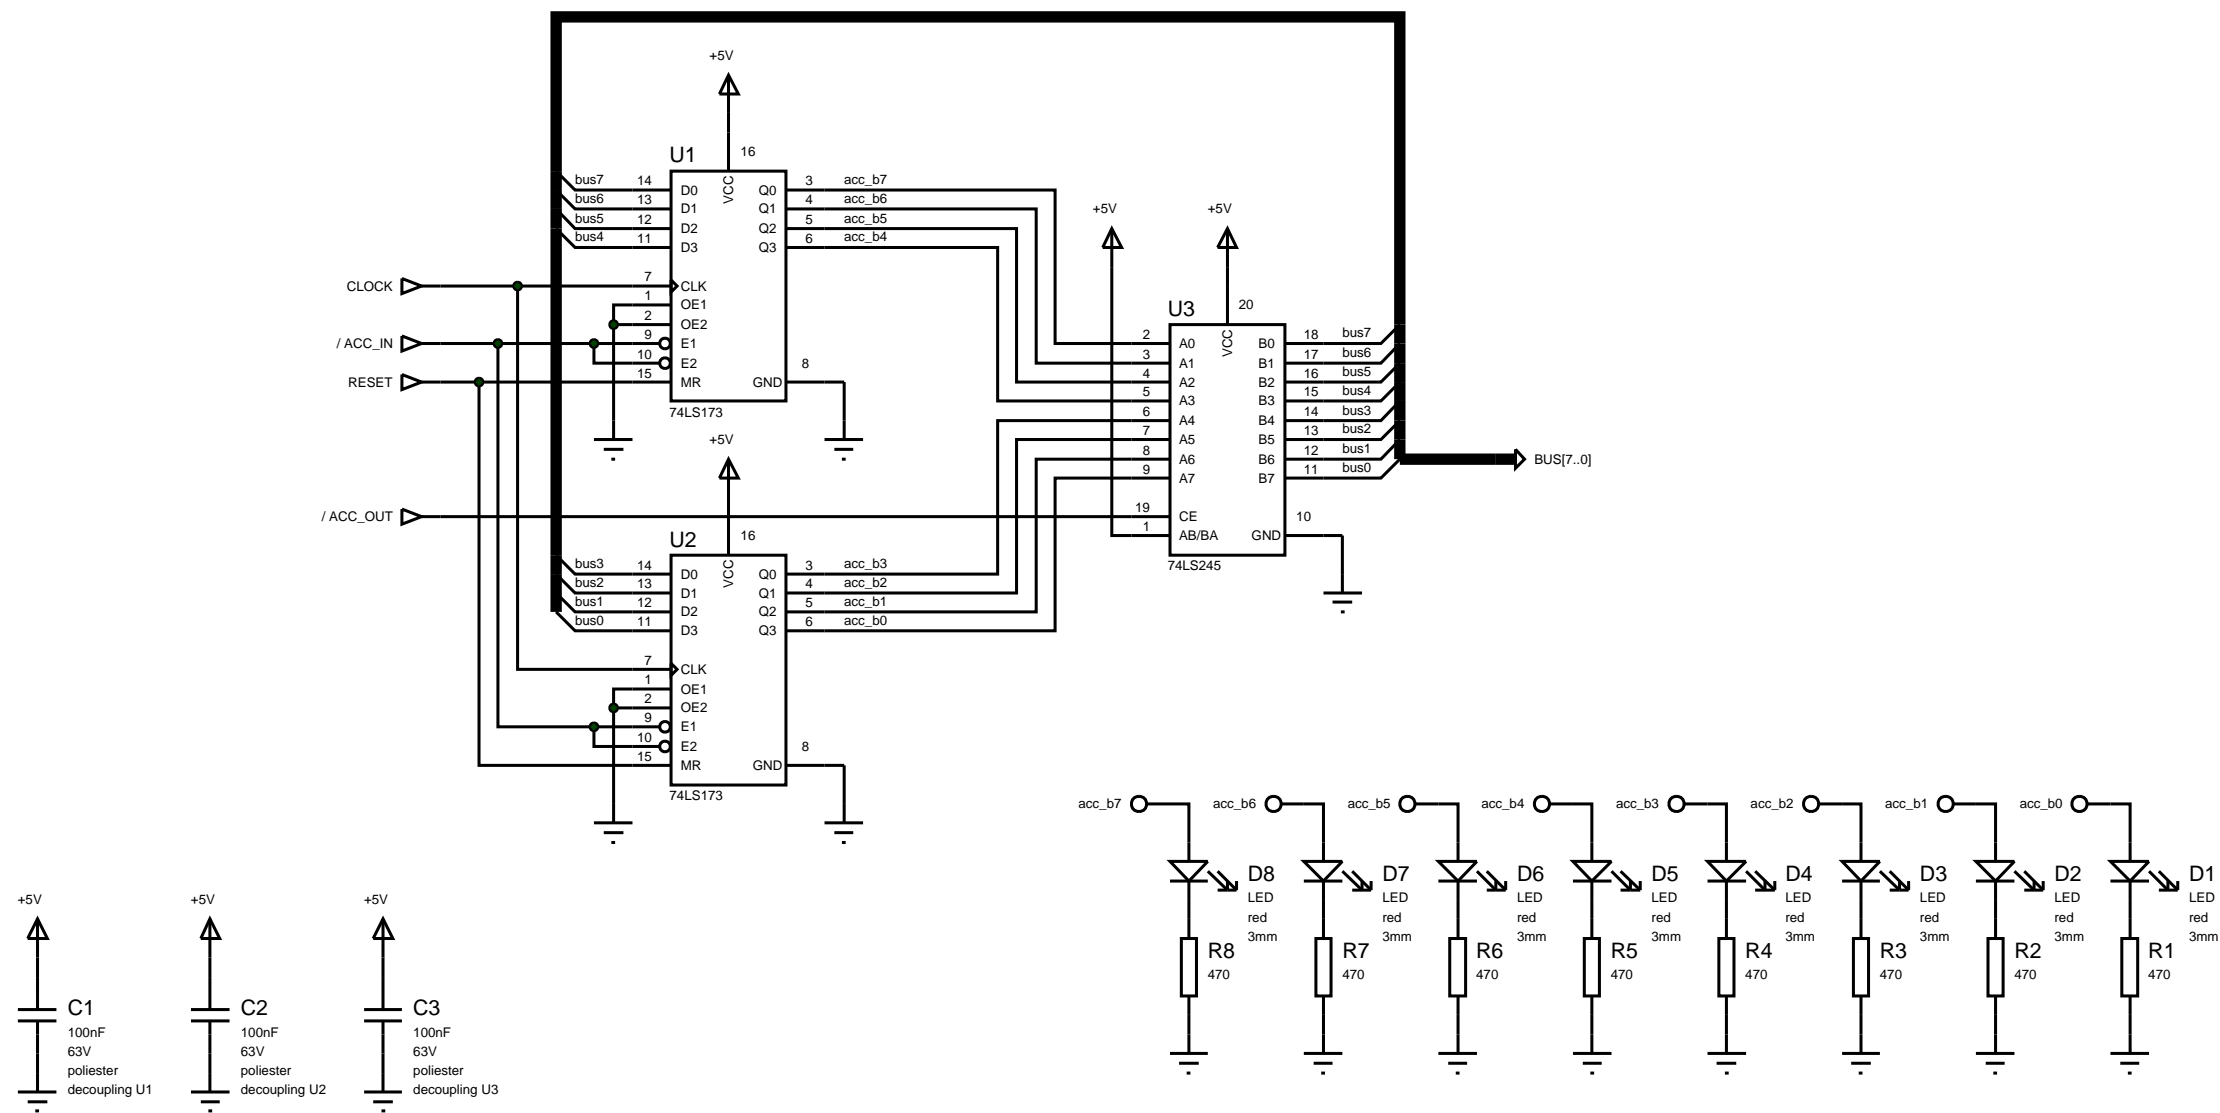 +5V
U1
16
VCC
bus7 14 D0 Q0 3 acc_b7
bus6 13 D1 Q1 4 acc_b6
bus5 12 D2 Q2 5 acc_b5
bus4 11 D3 Q3 6 acc_b4
CLOCK 7 CLK
1 OE1
2 OE2
/ ACC_IN 9 E1
10 E2
RESET 15 MR GND 8
74LS173
+5V
+5V
U3
20
VCC
2 A0 B0 18 bus7
3 A1 B1 17 bus6
4 A2 B2 16 bus5
5 A3 B3 15 bus4
6 A4 B4 14 bus3
7 A5 B5 13 bus2
8 A6 B6 12 bus1
9 A7 B7 11 bus0
BUS[7..0]
/ ACC_OUT 19 CE
1 AB/BA GND 10
74LS245
+5V
U2
16
VCC
bus3 14 D0 Q0 3 acc_b3
bus2 13 D1 Q1 4 acc_b2
bus1 12 D2 Q2 5 acc_b1
bus0 11 D3 Q3 6 acc_b0
7 CLK
1 OE1
2 OE2
9 E1
10 E2
15 MR GND 8
74LS173
acc_b7
D8
LED
red
3mm
R8
470
acc_b6
D7
LED
red
3mm
R7
470
acc_b5
D6
LED
red
3mm
R6
470
acc_b4
D5
LED
red
3mm
R5
470
acc_b3
D4
LED
red
3mm
R4
470
acc_b2
D3
LED
red
3mm
R3
470
acc_b1
D2
LED
red
3mm
R2
470
acc_b0
D1
LED
red
3mm
R1
470
+5V
C1
100nF
63V
poliester
decoupling U1
+5V
C2
100nF
63V
poliester
decoupling U2
+5V
C3
100nF
63V
poliester
decoupling U3